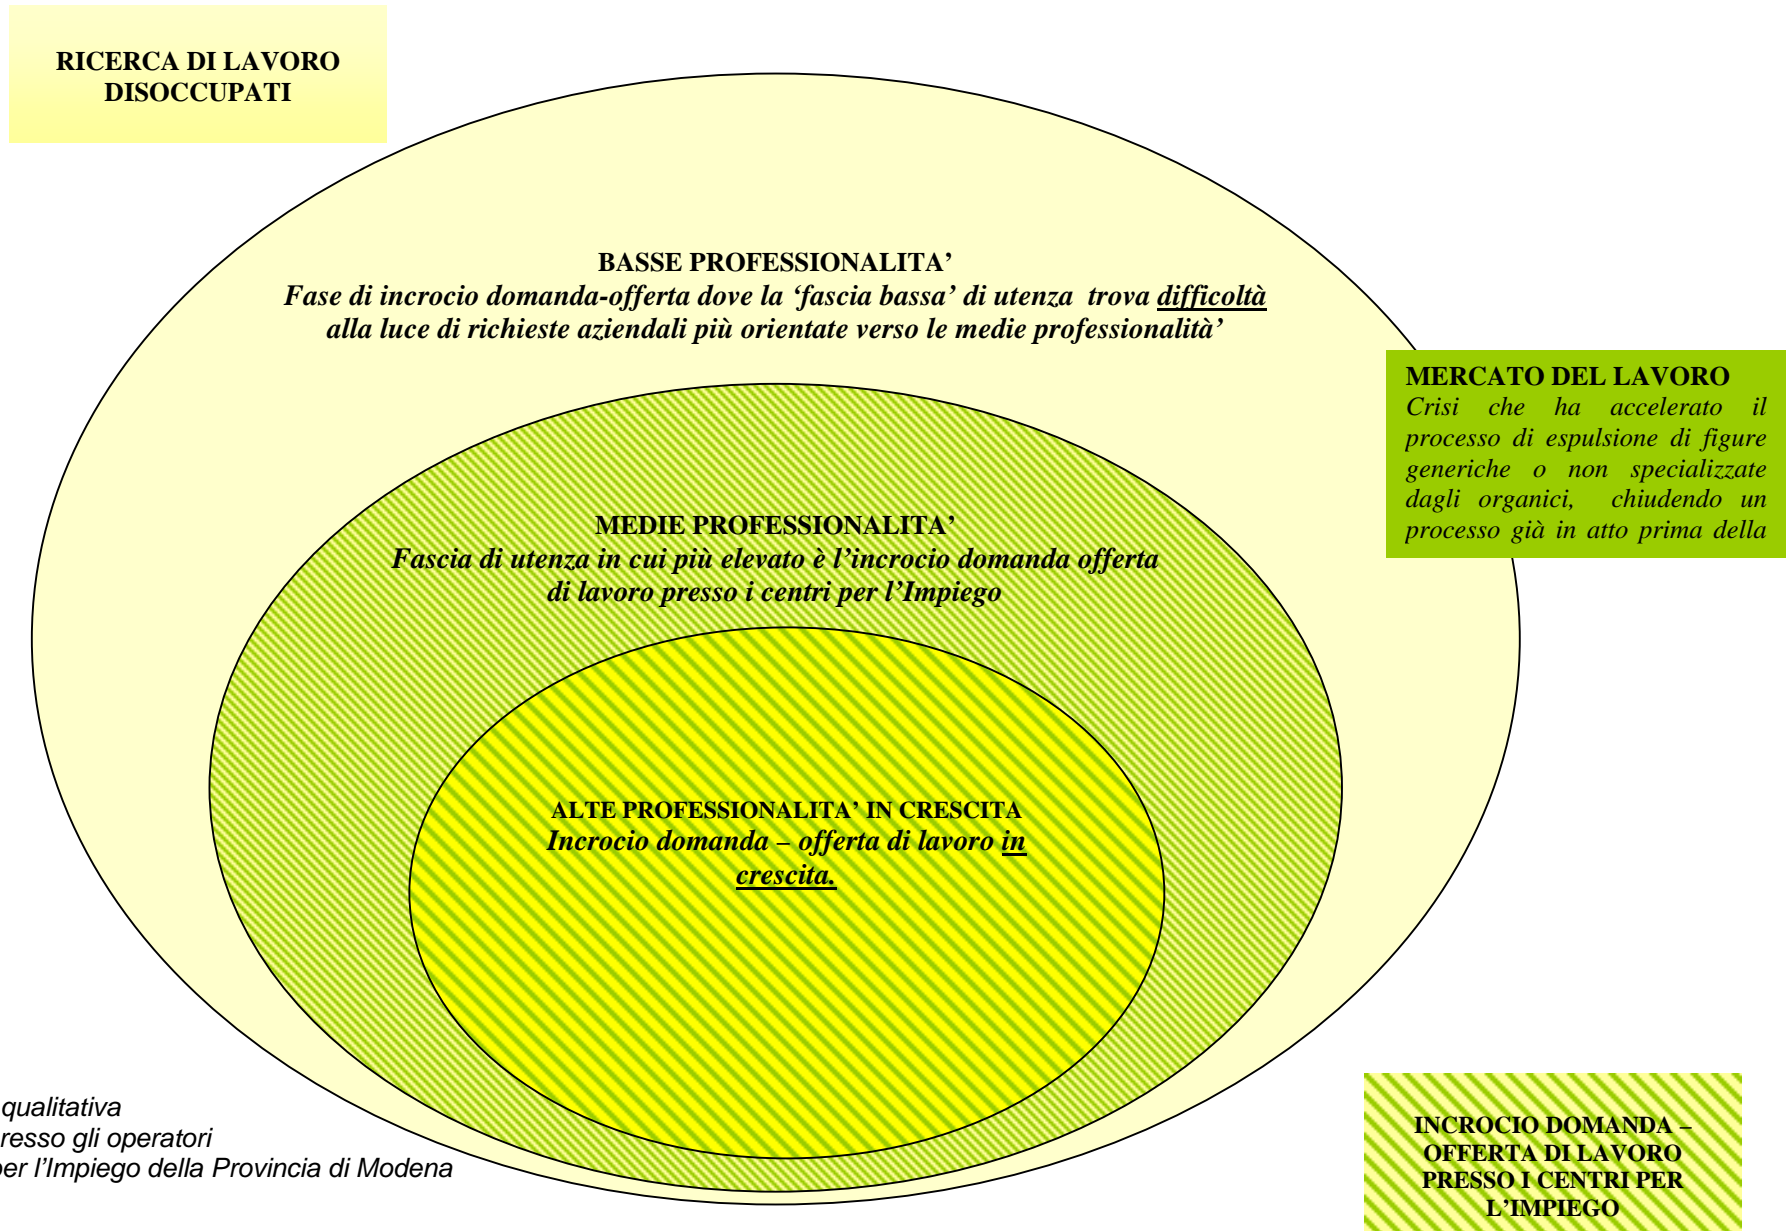 RICERCA DI LAVORO
DISOCCUPATI
BASSE PROFESSIONALITA’
Fase di incrocio domanda-offerta dove la ‘fascia bassa’ di utenza trova difficoltà
alla luce di richieste aziendali più orientate verso le medie professionalità’
MERCATO DEL LAVORO
Crisi che ha accelerato il
processo di espulsione di figure
generiche o non specializzate
dagli organici, chiudendo un
processo già in atto prima della
MEDIE PROFESSIONALITA’
Fascia di utenza in cui più elevato è l’incrocio domanda offerta
di lavoro presso i centri per l’Impiego
ALTE PROFESSIONALITA’ IN CRESCITA
Incrocio domanda – offerta di lavoro in
crescita.
qualitativa
resso gli operatori
er l’Impiego della Provincia di Modena
INCROCIO DOMANDA –
OFFERTA DI LAVORO
PRESSO I CENTRI PER
L’IMPIEGO